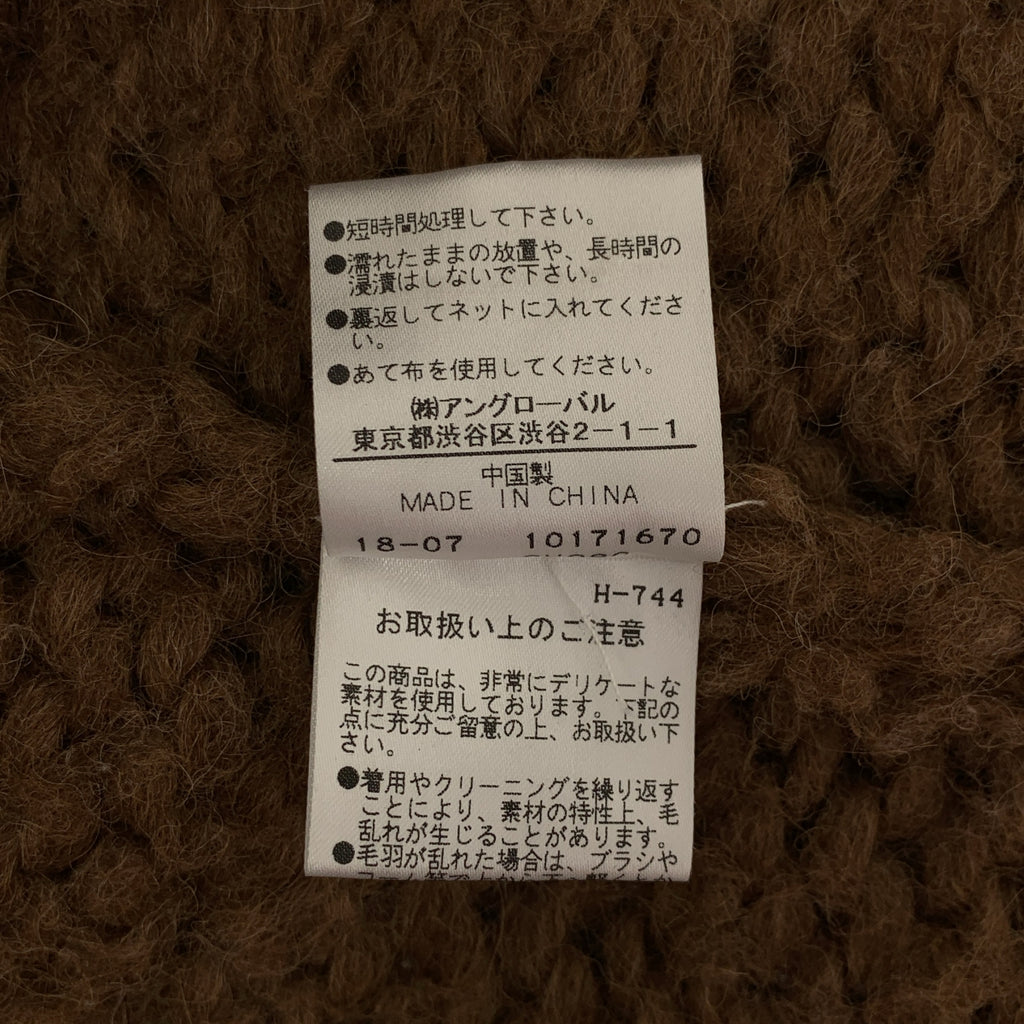 ●短時間処理して下さい。
●濡れたままの放置や、長時間の
浸漬はしないで下さい。
●裏返してネットに入れてくださ
い。
●あて布を使用してください。
㈱アングローバル
東京都渋谷区渋谷2-1-1
中国製
MADE IN CHINA
18-07 10171670
H-744
お取扱い上のご注意
この商品は、非常にデリケートな
素材を使用しております。下記の
点に充分ご留意の上、お取扱い下
さい。
●着用やクリーニングを繰り返す
ことにより、素材の特性上、毛
乱れが生じることがあります。
●毛羽が乱れた場合は、ブラシや